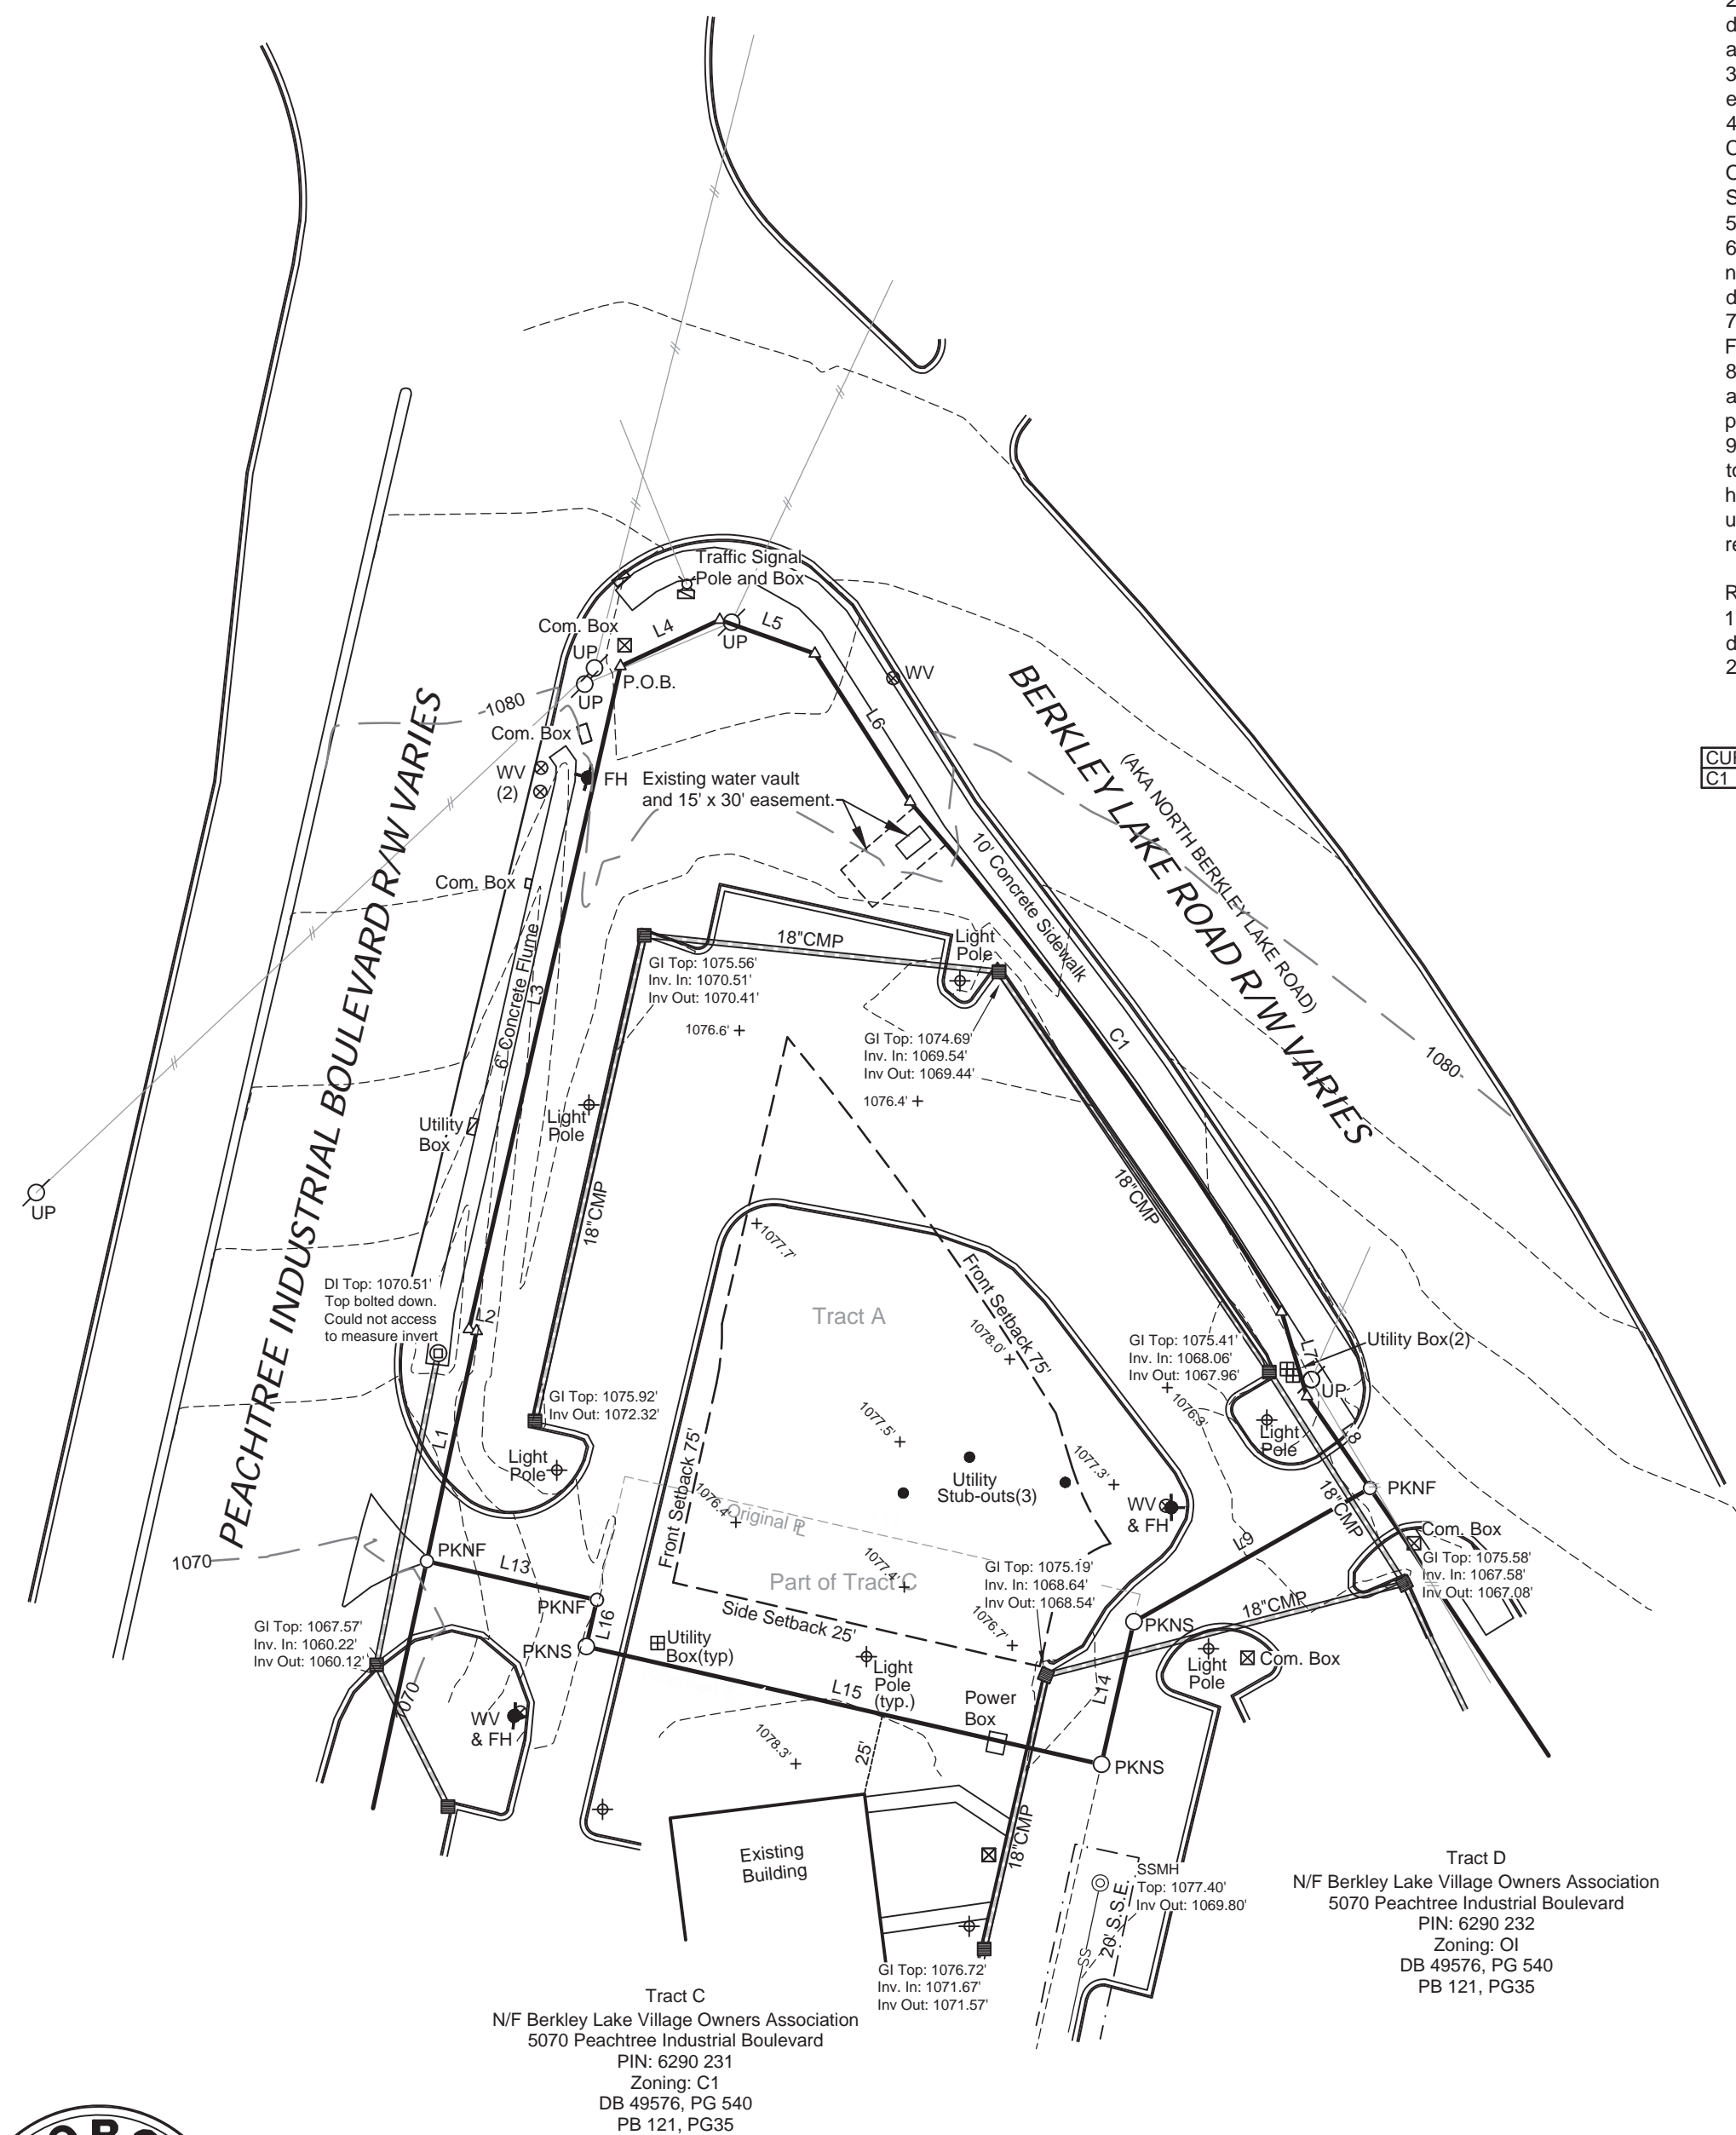 Traffic Signal
Pole and Box
Com. Box
L4
L5
UP
UP
UP
P.O.B.
WV
1080
Com. Box
L6
WV
(2)
FH
Existing water vault
and 15' x 30' easement.
BERKLEY LAKE ROAD R/W VARIES
(AKA NORTH BERKLEY LAKE ROAD)
PEACHTREE INDUSTRIAL BOULEVARD R/W VARIES
Com. Box
6' Concrete Flume
L3
10' Concrete Sidewalk
18"CMP
Light
Pole
GI Top: 1075.56'
Inv. In: 1070.51'
Inv Out: 1070.41'
1076.6'
GI Top: 1074.69'
Inv. In: 1069.54'
Inv Out: 1069.44'
1076.4'
C1
1080
Utility
Box
Light
Pole
18"CMP
18"CMP
UP
1077.7'
Front Setback 75'
Tract A
DI Top: 1070.51'
Top bolted down.
Could not access
to measure invert
L2
1078.0'
GI Top: 1075.41'
Inv. In: 1068.06'
Inv Out: 1067.96'
L7
Utility Box(2)
UP
1076.3'
GI Top: 1075.92'
Inv Out: 1072.32'
L1
1077.5'
Light
Pole
L8
Light
Pole
Front Setback 75'
Utility
Stub-outs(3)
1077.3'
1076.4'
Original PL
WV
& FH
PKNF
18"CMP
Com. Box
1070
PKNF
L13
PKNF
L9
1077.4'
Part of Tract C
GI Top: 1075.19'
Inv. In: 1068.64'
Inv Out: 1068.54'
GI Top: 1075.58'
Inv. In: 1067.58'
Inv Out: 1067.08'
18"CMP
GI Top: 1067.57'
Inv. In: 1060.22'
Inv Out: 1060.12'
L16
PKNS
Side Setback 25'
1076.7'
PKNS
Utility
Box(typ)
Light
Pole
(typ.)
L15
L14
Light
Pole
Com. Box
1070
WV
& FH
Power
Box
1078.3'
25'
PKNS
Existing
Building
18"CMP
SSMH
Top: 1077.40'
Inv Out: 1069.80'
20' S.S.E.
SS
GI Top: 1076.72'
Inv. In: 1071.67'
Inv Out: 1071.57'
Tract D
N/F Berkley Lake Village Owners Association
5070 Peachtree Industrial Boulevard
PIN: 6290 232
Zoning: OI
DB 49576, PG 540
PB 121, PG35
Tract C
N/F Berkley Lake Village Owners Association
5070 Peachtree Industrial Boulevard
PIN: 6290 231
Zoning: C1
DB 49576, PG 540
PB 121, PG35
C1